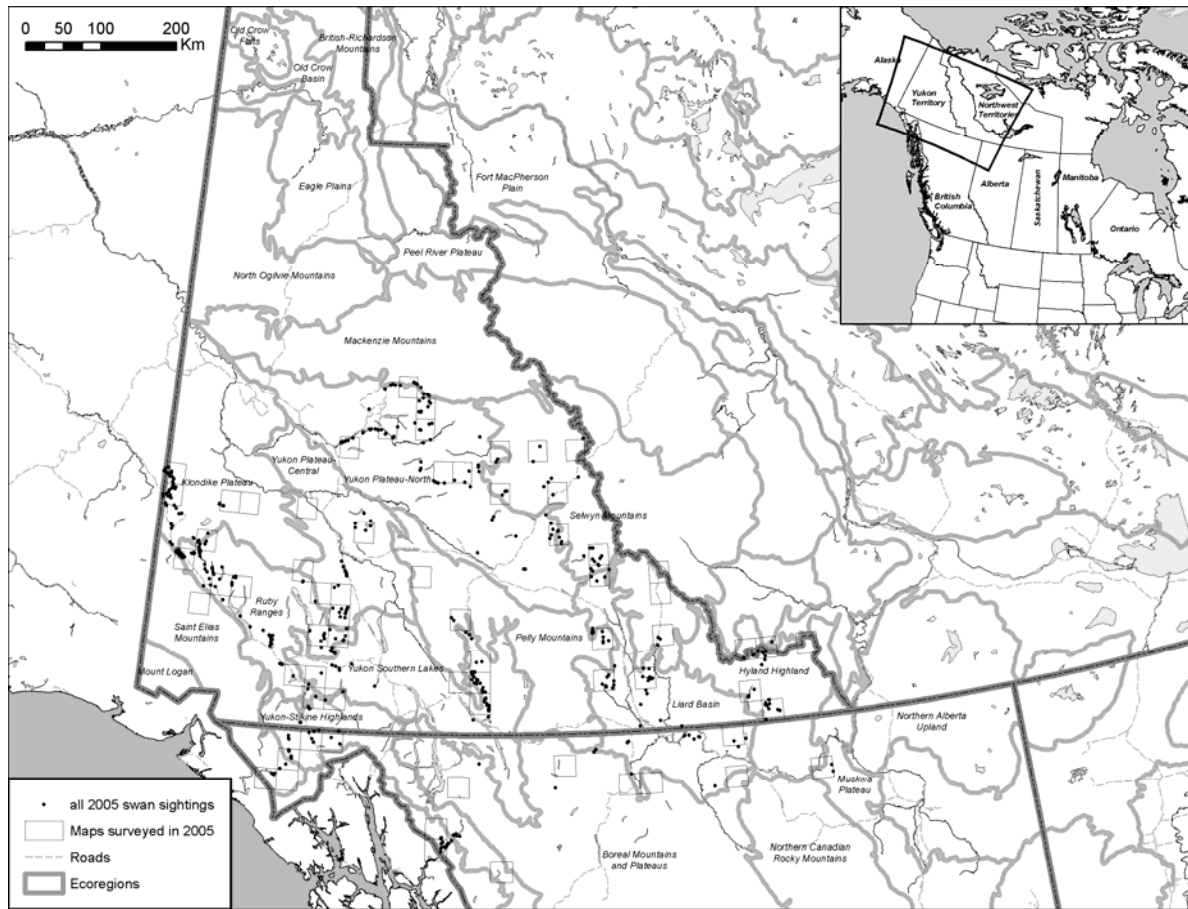 0 50 100 200
Km
Old Crow
Flats
British-Richardson
Mountains
Old Crow
Basin
Eagle Plains
Fort MacPherson
Plain
Peel River Plateau
North Ogilvie Mountains
Mackenzie Mountains
Yukon Plateau-
Central
Klondike Plateau
Yukon Plateau-North
Selwyn Mountains
Ruby
Ranges
Saint Elias
Mountains
Pelly Mountains
Mount Logan
Yukon Southern Lakes
Hyland Highland
Liard Basin
Yukon-Stikine Highlands
Northern Alberta
Upland
Muskwa
Plateau
Boreal Mountains
and Plateaus
Northern Canadian
Rocky Mountains
Alaska
Yukon
Territory
Northwest
Territories
British
Columbia
Alberta
Saskatchewan
Manitoba
Ontario
all 2005 swan sightings
Maps surveyed in 2005
Roads
Ecoregions